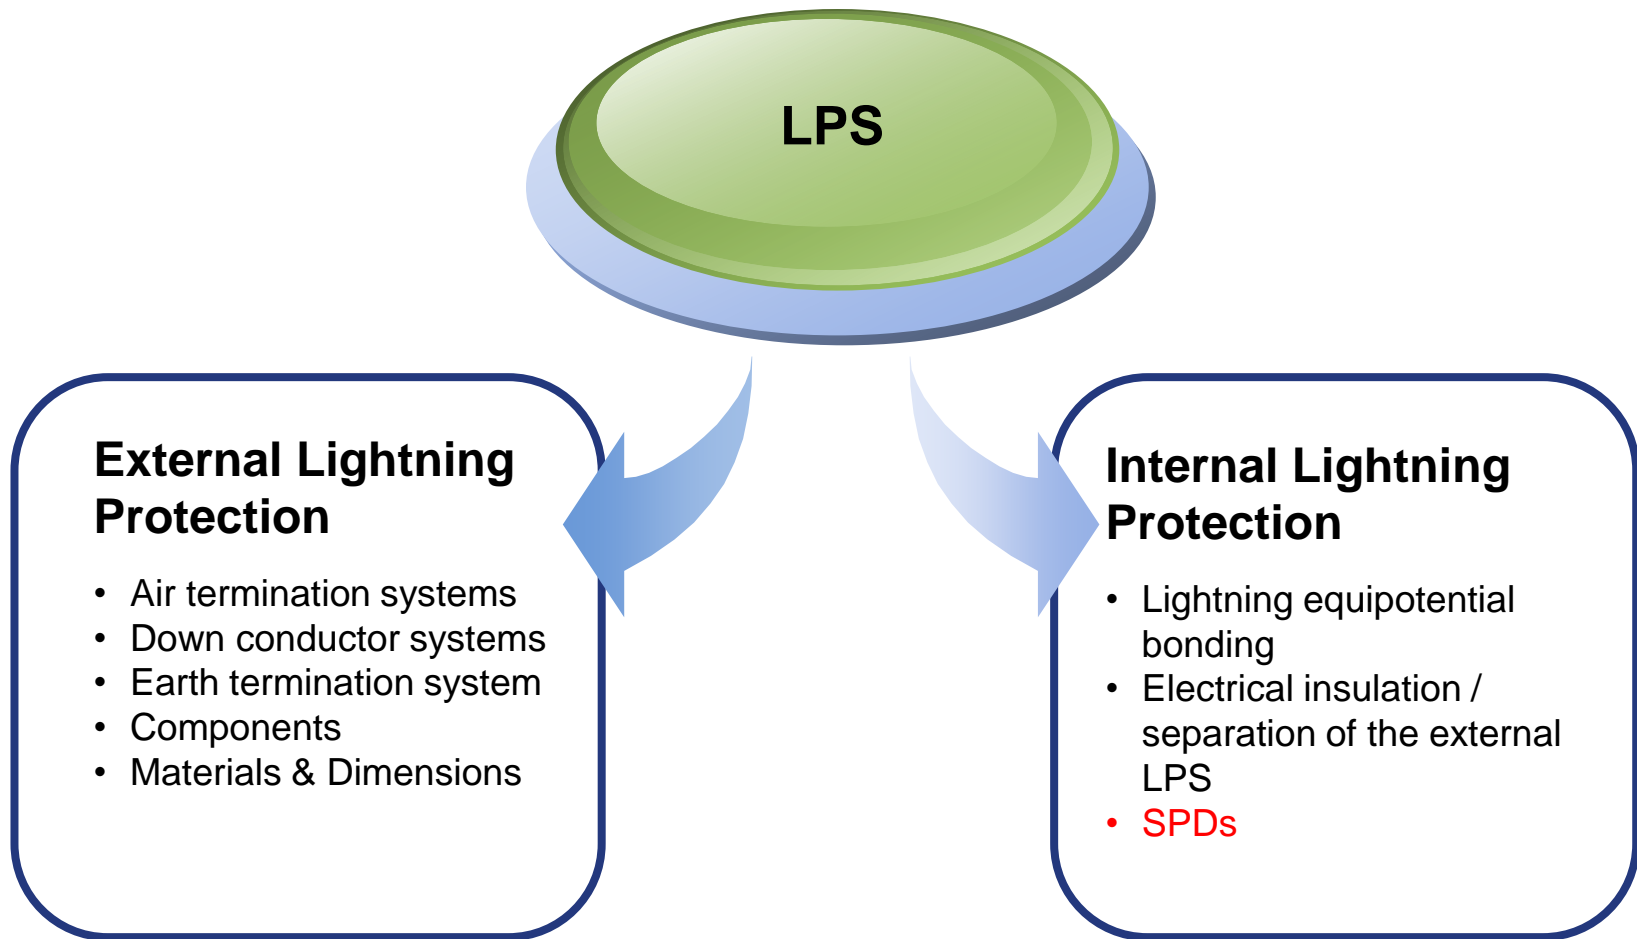 LPS
External Lightning
Protection
• Air termination systems
• Down conductor systems
• Earth termination system
• Components
• Materials & Dimensions
Internal Lightning
Protection
• Lightning equipotential
bonding
• Electrical insulation /
separation of the external
LPS
• SPDs